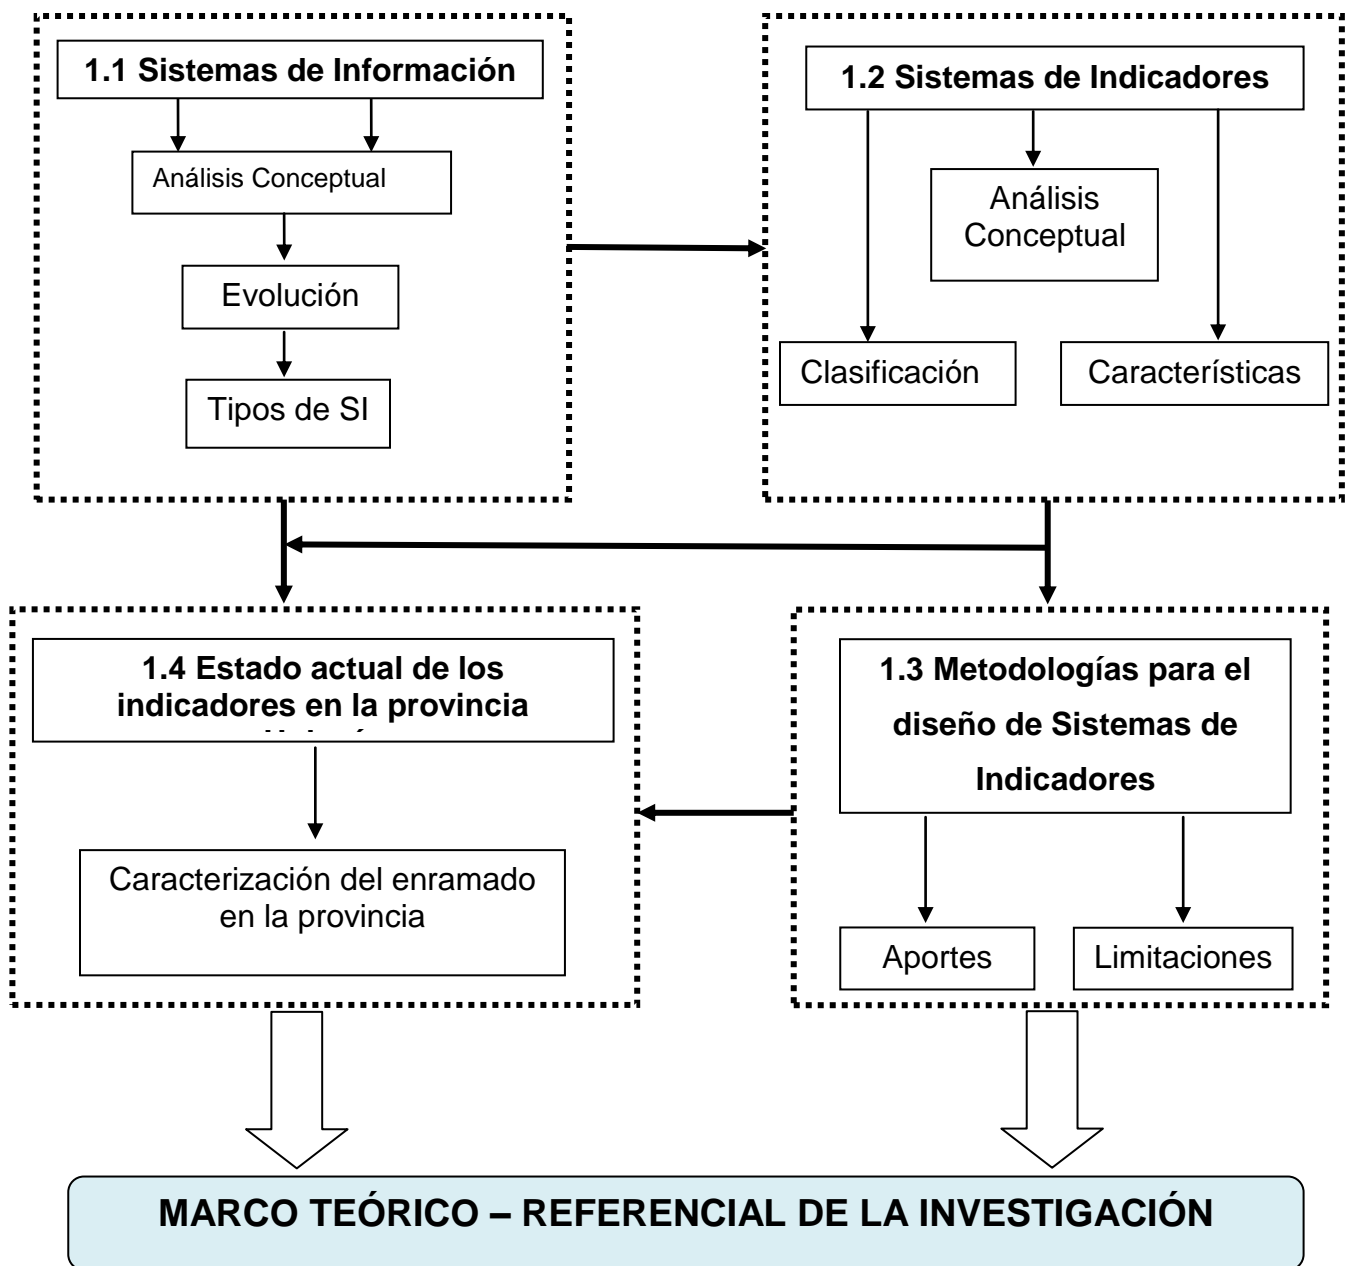 1.1 Sistemas de Información
Análisis Conceptual
Evolución
Tipos de SI
1.2 Sistemas de Indicadores
Análisis
Conceptual
Clasificación
Características
1.4 Estado actual de los
indicadores en la provincia
Caracterización del enramado
en la provincia
1.3 Metodologías para el
diseño de Sistemas de
Indicadores
Aportes
Limitaciones
MARCO TEÓRICO – REFERENCIAL DE LA INVESTIGACIÓN